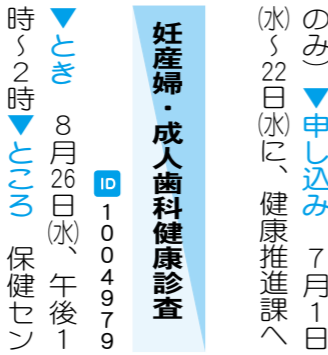 のみ）▼申し込み　７月１日
㈬～22日㈬に、健康推進課へ
妊産婦・成人歯科健康診査
ID 1004979
▼とき　８月26日㈬、午後１
時～２時▼ところ　保健セン